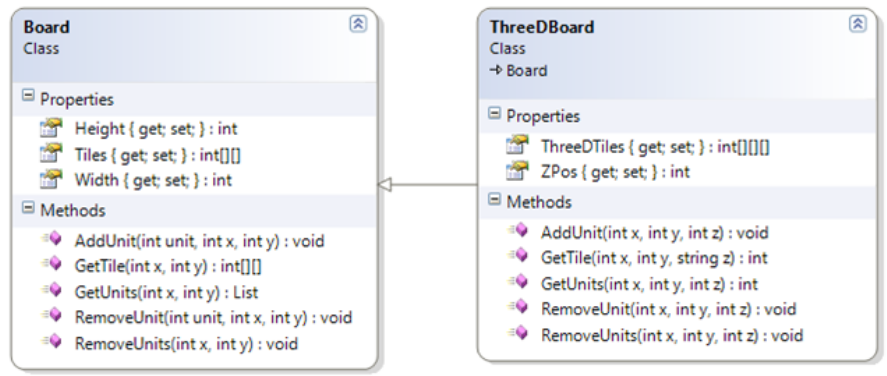 Board
Class
Properties
Height { get; set; } : int
Tiles { get; set; } : int[][]
Width { get; set; } : int
Methods
AddUnit(int unit, int x, int y) : void
GetTile(int x, int y) : int[][]
GetUnits(int x, int y) : List
RemoveUnit(int unit, int x, int y) : void
RemoveUnits(int x, int y) : void
ThreeDBoard
Class
Board
Properties
ThreeDTiles { get; set; } : int[][][]
ZPos { get; set; } : int
Methods
AddUnit(int x, int y, int z) : void
GetTile(int x, int y, string z) : int
GetUnits(int x, int y, int z) : int
RemoveUnit(int x, int y, int z) : void
RemoveUnits(int x, int y, int z) : void